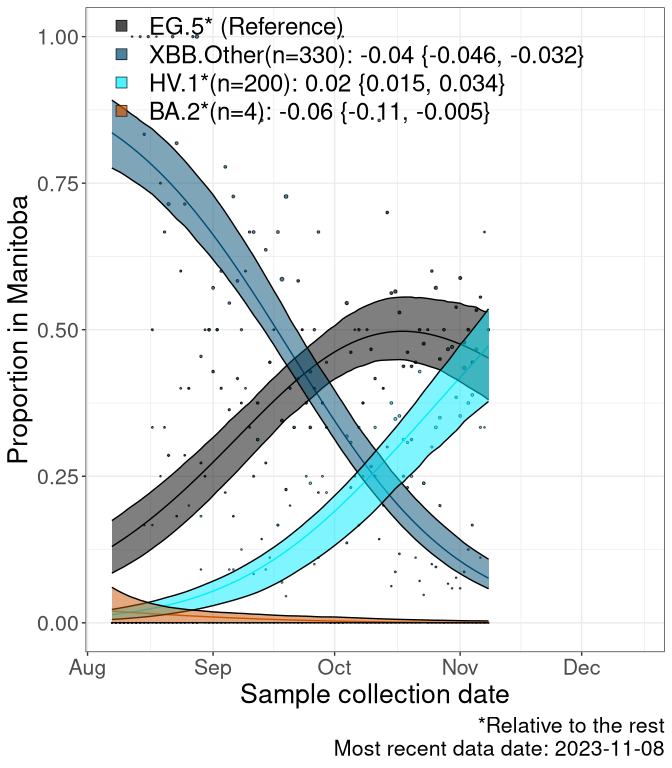 EG.5* (Reference)
XBB.Other(n=330): -0.04 {-0.046, -0.032}
HV.1*(n=200): 0.02 {0.015, 0.034}
BA.2*(n=4): -0.06 {-0.11, -0.005}
1.00
0.75
0.50
0.25
0.00
Proportion in Manitoba
Aug Sep Oct Nov Dec
Sample collection date
*Relative to the rest
Most recent data date: 2023-11-08